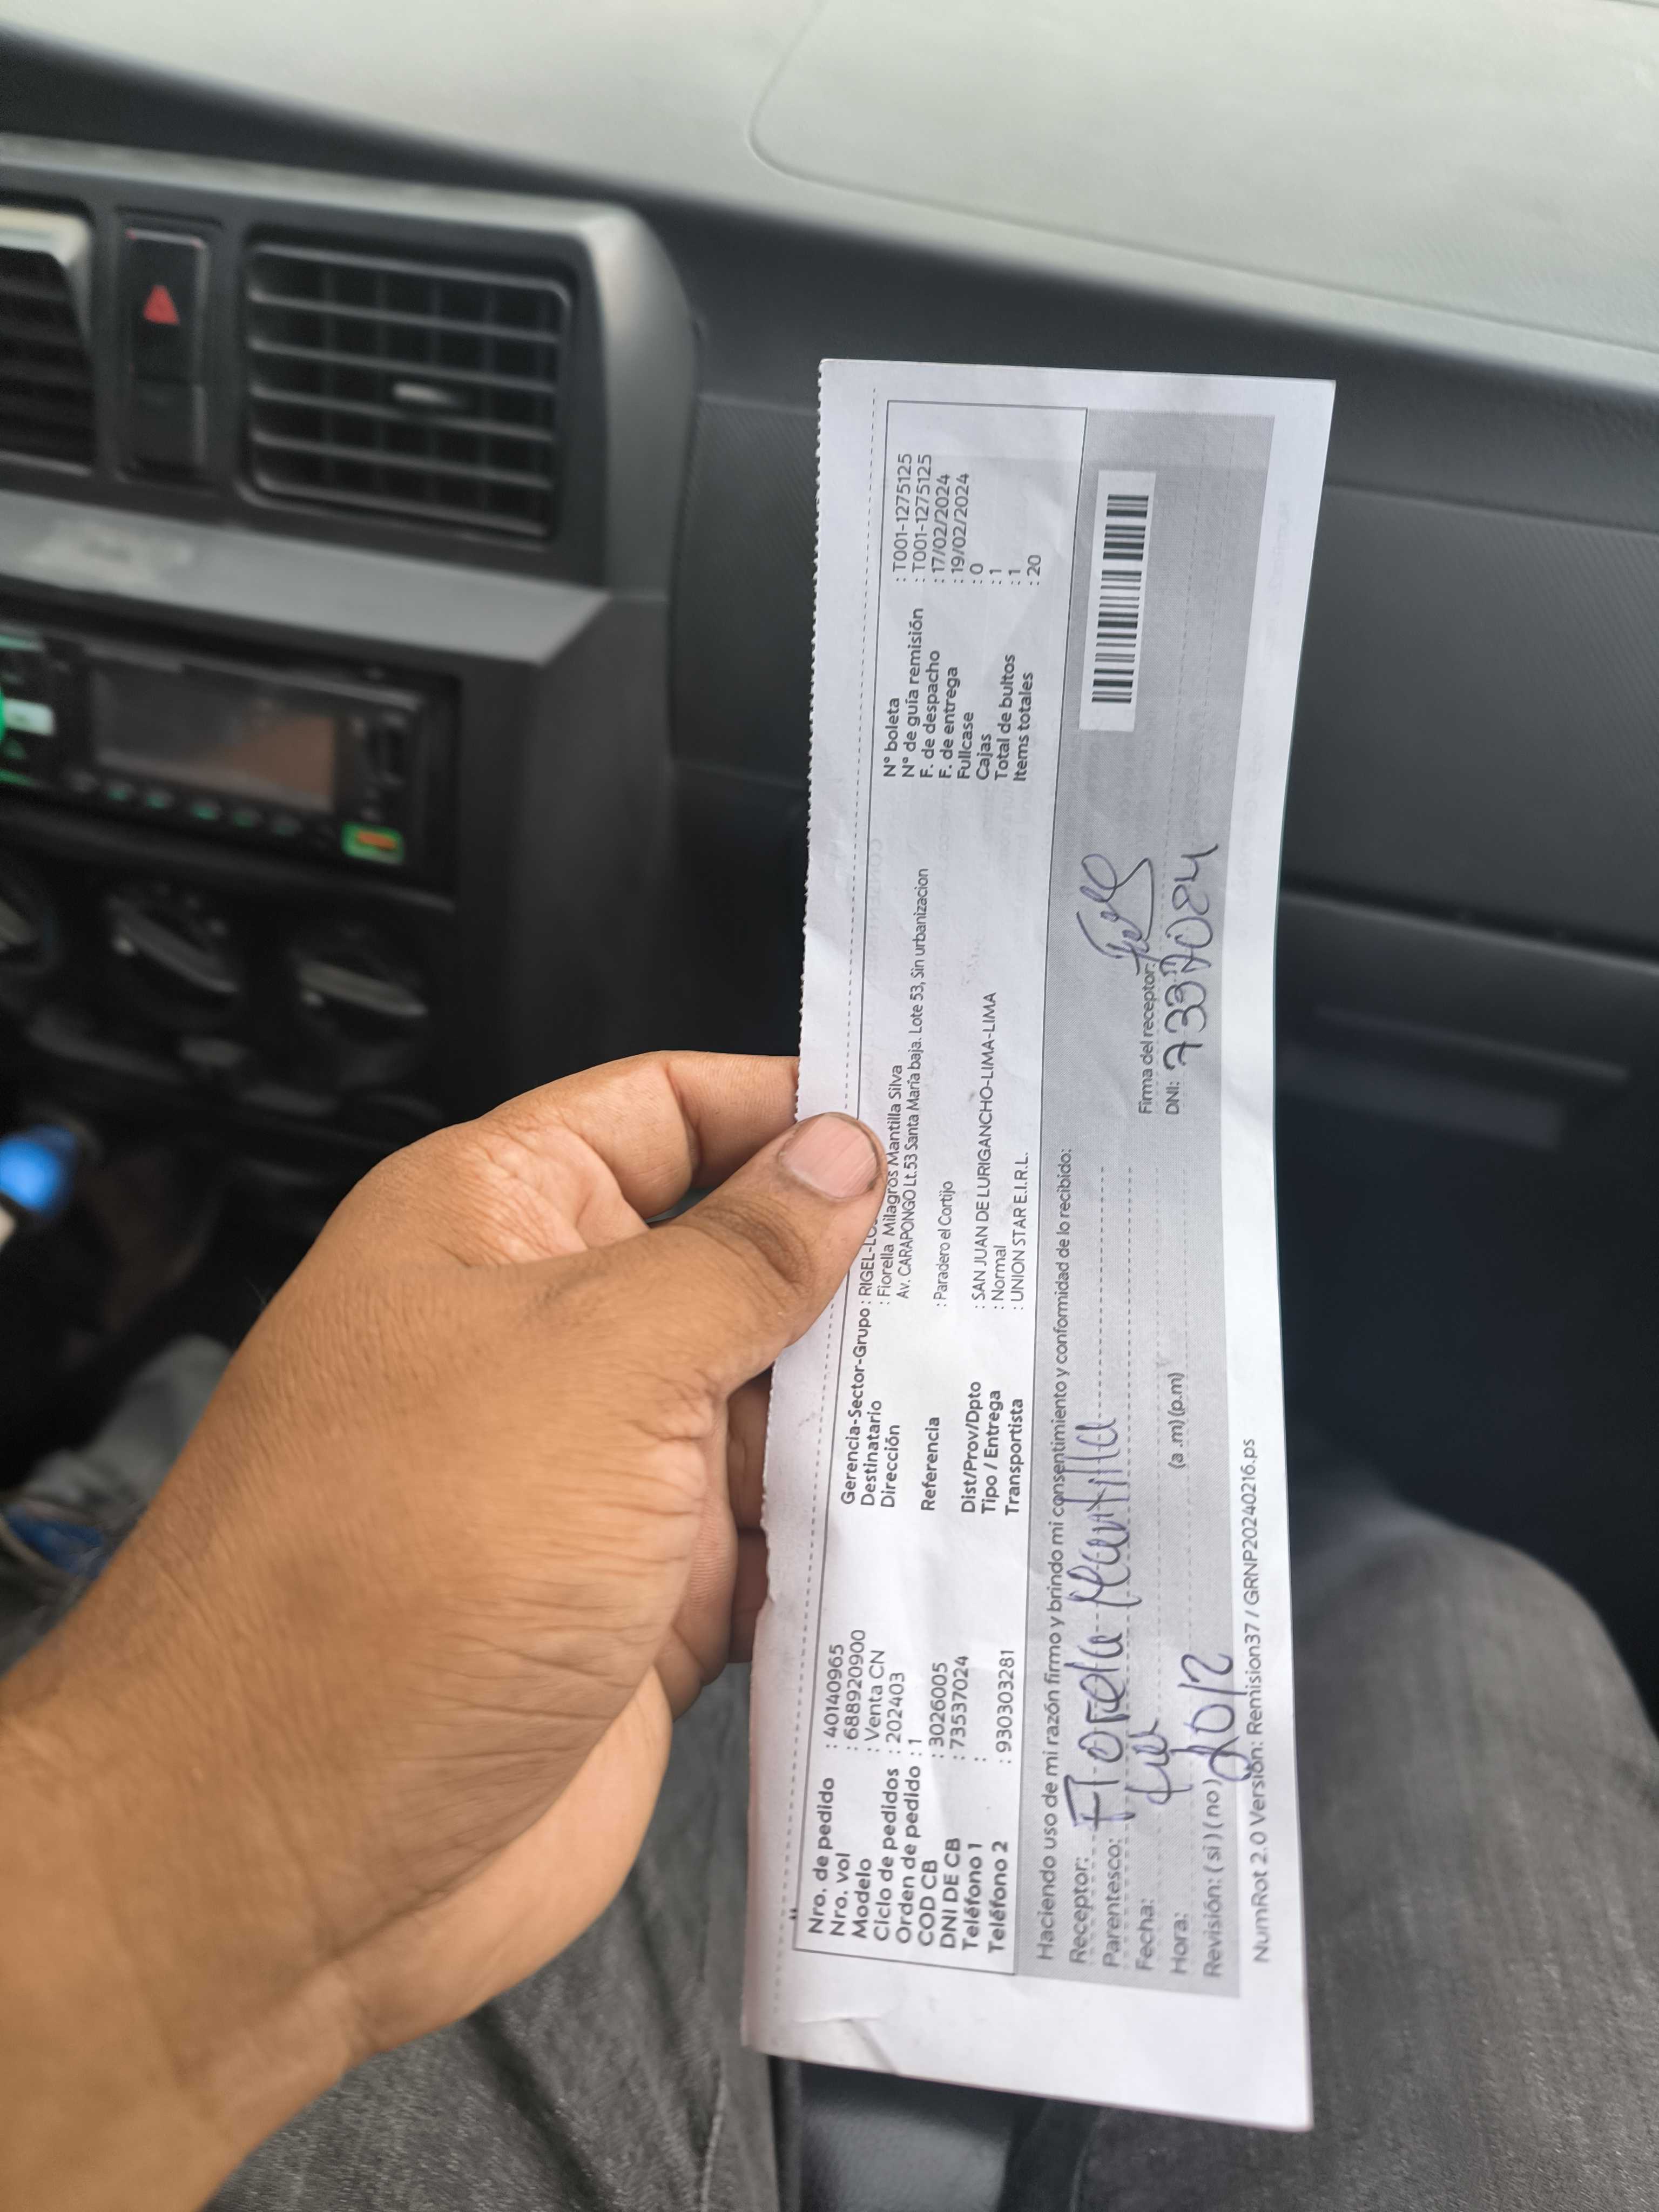 Nro. de pedido : 40140965
Nro. vol : 688920900
Modelo : Venta CN
Ciclo de pedidos : 202403
Orden de pedido : 1
COD CB : 3026005
DNI DE CB : 73537024
Teléfono 1 :
Teléfono 2 : 930303281
Gerencia-Sector-Grupo : RIGEL-
Destinatario : Fiorella Milagros Mantilla Silva
Dirección Av. CARAPONGO Lt.53 Santa María baja. Lote 53, Sin urbanizacion
Referencia : Paradero el Cortijo
Dist/Prov/Dpto : SAN JUAN DE LURIGANCHO-LIMA-LIMA
Tipo / Entrega : Normal
Transportista : UNION STAR E.I.R.L.
N° boleta : T001-1275125
N° de guía remisión : T001-1275125
F. de despacho : 17/02/2024
F. de entrega : 19/02/2024
Fullcase : 0
Cajas : 1
Total de bultos : 1
Items totales : 20
Haciendo uso de mi razón firmo y brindo mi consentimiento y conformidad de lo recibido:
Receptor: Fiorella Mantilla
Parentesco:
Fecha:
Hora: (a.m) (p.m)
Revisión: ( si ) ( no ) 20/2
Firma del receptor:
DNI:
NumRot 2.0 Versión: Remision37 / GRNP20240216.ps